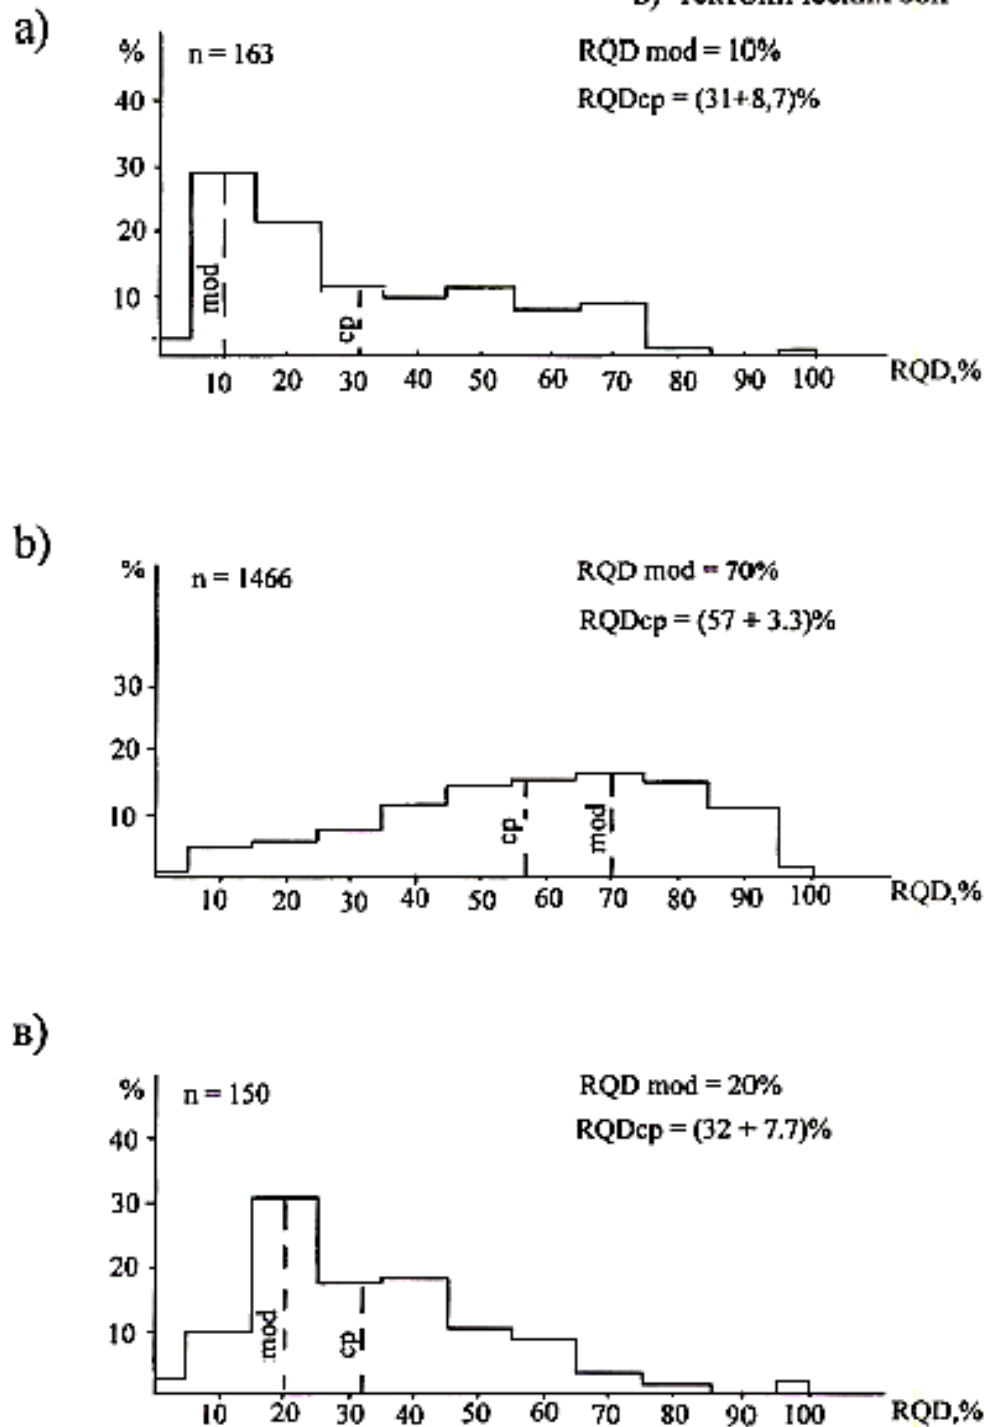 a)
%
n = 163
RQD mod = 10%
RQDcp = (31+8,7)%
40
30
20
10
mod
cp
10 20 30 40 50 60 70 80 90 100 RQD,%
b)
%
n = 1466
RQD mod = 70%
RQDcp = (57 + 3.3)%
30
20
10
cp
mod
10 20 30 40 50 60 70 80 90 100 RQD,%
в)
%
n = 150
RQD mod = 20%
RQDcp = (32 + 7.7)%
40
30
20
10
mod
cp
10 20 30 40 50 60 70 80 90 100 RQD,%